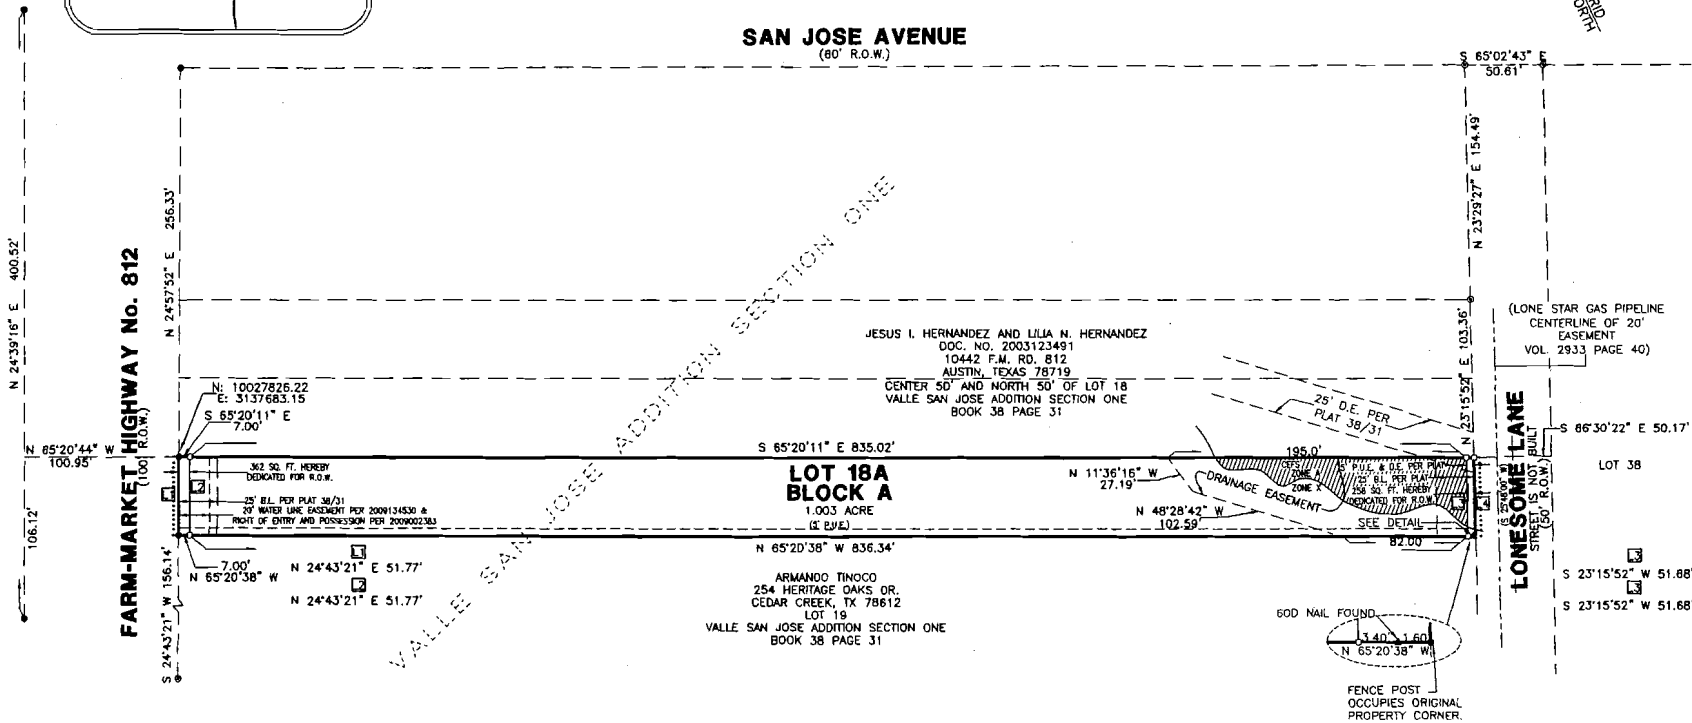 SAN JOSE AVENUE
(60' R.O.W.)
S 65°02'43" E
50.61'
N 24°39'16" E 400.52'
106.12'
FARM-MARKET HIGHWAY No. 812
(100' R.O.W.)
N 24°57'52" E 256.33'
N 23°29'27" E 154.49'
N 23°15'52" E 103.36'
VALLE SAN JOSE ADDITION SECTION ONE
JESUS I. HERNANDEZ AND LILIA N. HERNANDEZ
DOC. NO. 2003123491
10442 F.M. RD. 812
AUSTIN, TEXAS 78719
CENTER 50' AND NORTH 50' OF LOT 18
VALLE SAN JOSE ADDITION SECTION ONE
BOOK 38 PAGE 31
(LONE STAR GAS PIPELINE
CENTERLINE OF 20'
EASEMENT
VOL. 2933 PAGE 40)
N: 10027826.22
E: 3137683.15
S 65°20'11" E
7.00'
25' D.E. PER
PLAT 38/31
N 65°20'44" W
100.95'
S 65°20'11" E 835.02'
195.0'
S 66°30'22" E 50.17'
LOT 38
LONESOME LANE
STREET IS NOT BUILT
(50' R.O.W.)
362 SQ. FT. HEREBY
DEDICATED FOR R.O.W.
25' B.L. PER PLAT 38/31
20' WATER LINE EASEMENT PER 2009134530 &
RIGHT OF ENTRY AND POSSESSION PER 2009002383
LOT 18A
BLOCK A
1.003 ACRE
(5' P.U.E.)
N 11°36'16" W
27.19'
N 48°28'42" W
102.59'
DRAINAGE EASEMENT
CEFS
ZONE A
ZONE X
5' P.U.E. & D.E. PER PLAT
25' B.L. PER PLAT
258 SQ. FT. HEREBY
DEDICATED FOR R.O.W.
SEE DETAIL
82.00'
N 65°20'38" W 836.34'
7.00'
N 65°20'38" W
L1
N 24°43'21" E 51.77'
L2
N 24°43'21" E 51.77'
S 24°43'21" W 156.14'
ARMANDO TINOCO
254 HERITAGE OAKS DR.
CEDAR CREEK, TX 78612
LOT 19
VALLE SAN JOSE ADDITION SECTION ONE
BOOK 38 PAGE 31
S 23°15'52" W 51.68'
S 23°15'52" W 51.68'
60D NAIL FOUND
3.40' 1.60'
N 65°20'38" W
FENCE POST
OCCUPIES ORIGINAL
PROPERTY CORNER.